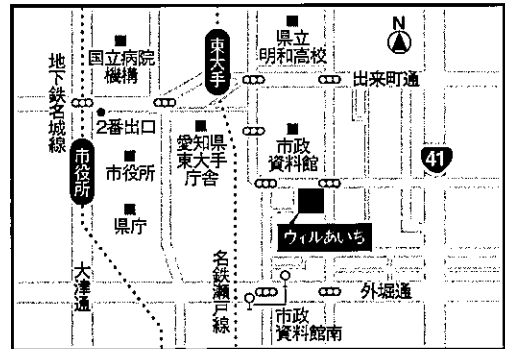 N
県立
明和高校
国立病院
機構
東大手
出来町通
地下鉄名城線
2番出口
愛知県
東大手
庁舎
市政
資料館
41
市役所
市役所
県庁
ウィルあいち
大津通
名鉄瀬戸線
外堀通
市政
資料館南